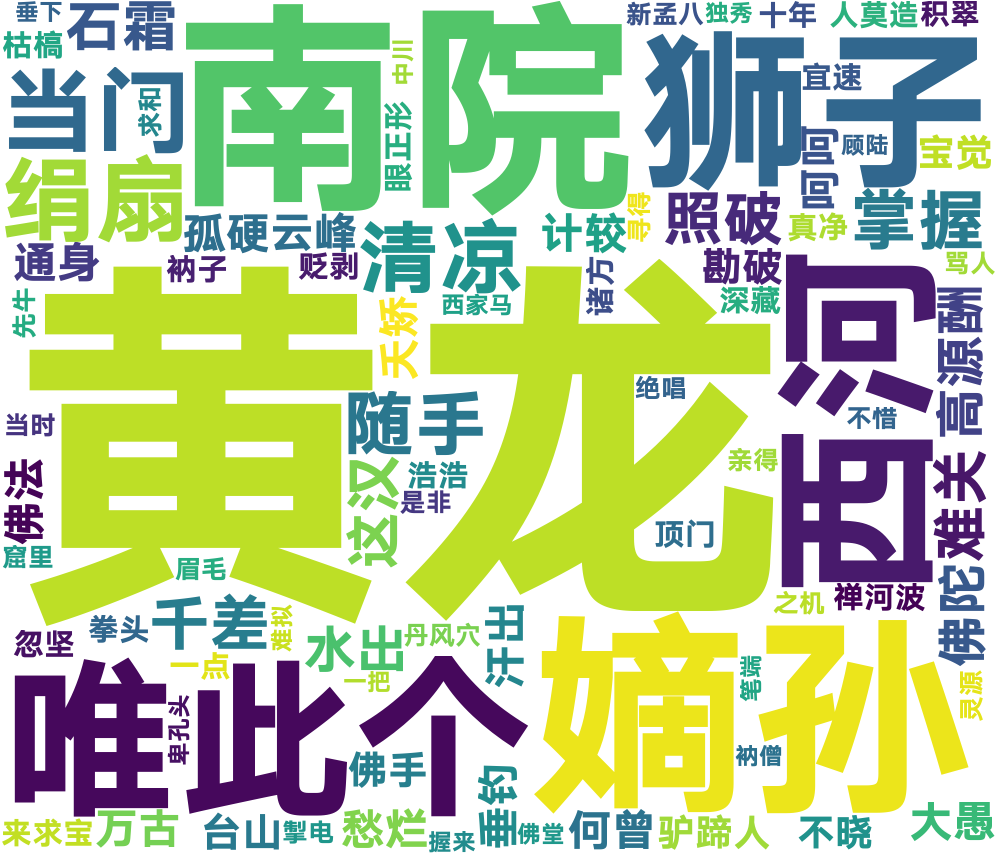 垂下
石霜
南院
中川
新孟八
独秀
十年
人莫造
积翠
枯槁
当门
求和
眼正形
狮子
宜速
呵呵
顾陆
宝觉
绢扇
孤硬云峰
清凉
计较
寻得
照破
真净
掌握
骂人
通身
衲子
贬剥
西家马
诸方
勘破
深藏
先牛
天矫
黄龙
西河
高源酬
绝唱
不惜
当时
随手
浩浩
是非
这汉
亲得
佛法
难关
窟里
眉毛
顶门
之机
禅河波
佛陀
拳头
千差
难拟
忽坚
水出
丹风穴
汗出
一点
一把
唯此个
嫡孙
笔端
灵源
卑孔头
佛手
衲僧
垂钓
来求宝
万古
台山
掣电
愁烂
握来
佛堂
何曾
驴蹄人
不晓
大愚